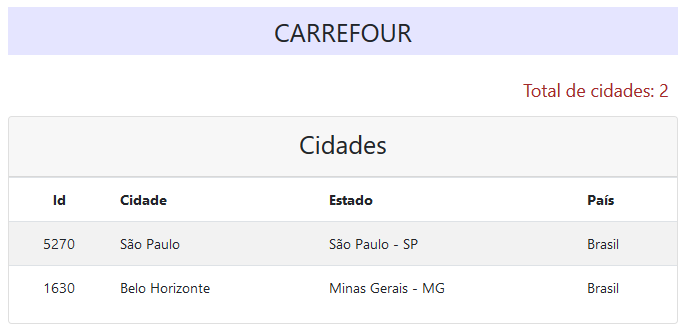 CARREFOUR
Total de cidades: 2
Cidades
Id Cidade Estado País
5270 São Paulo São Paulo - SP Brasil
1630 Belo Horizonte Minas Gerais - MG Brasil